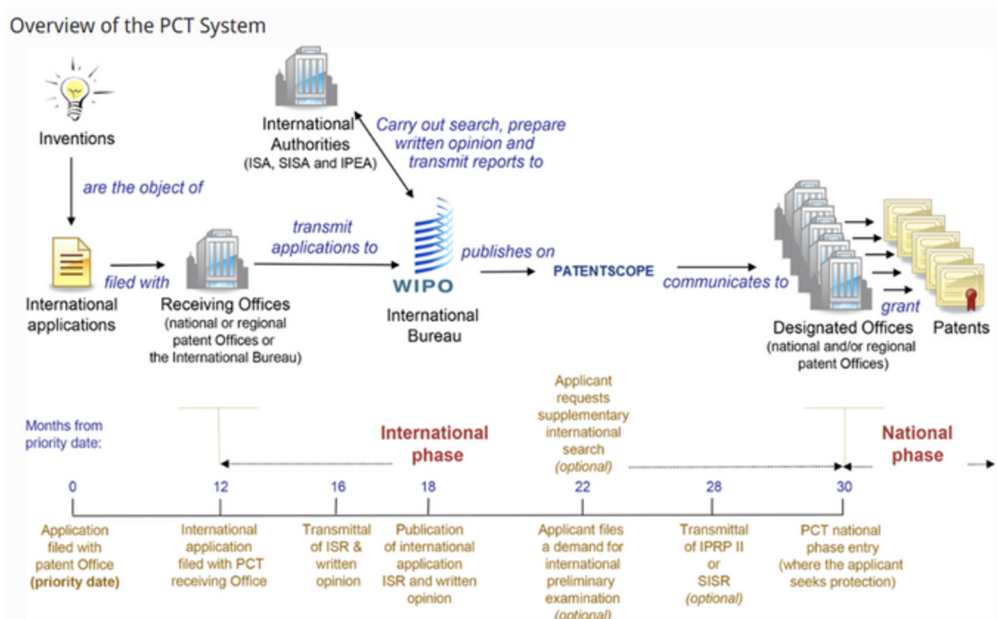 Overview of the PCT System
Inventions
are the object of
International
Authorities
(ISA, SISA and IPEA)
Carry out search, prepare
written opinion and
transmit reports to
International
applications
filed with
Receiving Offices
(national or regional
patent Offices or
the International Bureau)
transmit
applications to
WIPO
International
Bureau
publishes on
PATENTSCOPE
communicates to
Designated Offices
(national and/or regional
patent Offices)
grant
Patents
Months from
priority date:
International
phase
Applicant
requests
supplementary
international
search
(optional)
National
phase
0
12
16
18
22
28
30
Application
filed with
patent Office
(priority date)
International
application
filed with PCT
receiving Office
Transmittal
of ISR &
written
opinion
Publication
of international
application
ISR and written
opinion
Applicant files
a demand for
international
preliminary
examination
(optional)
Transmittal
of IPRP II
or
SISR
(optional)
PCT national
phase entry
(where the applicant
seeks protection)